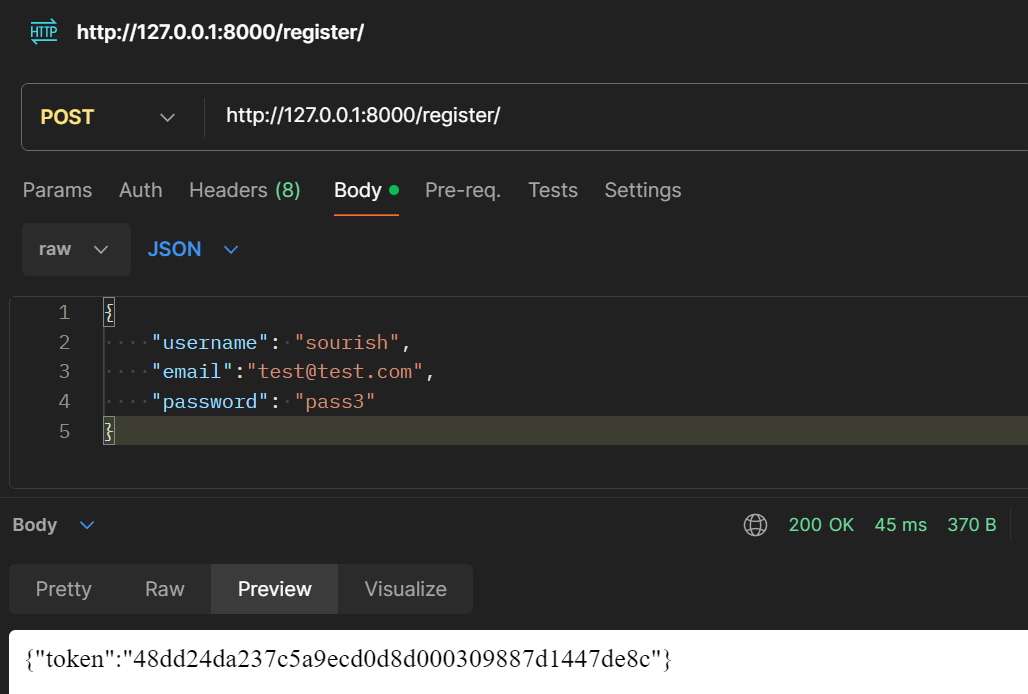 HTTP http://127.0.0.1:8000/register/
POST http://127.0.0.1:8000/register/
Params Auth Headers (8) Body Pre-req. Tests Settings
raw JSON
1 {
2 ····"username":·"sourish",
3 ····"email":"test@test.com",
4 ····"password":·"pass3"
5 }
Body 200 OK 45 ms 370 B
Pretty Raw Preview Visualize
{"token":"48dd24da237c5a9ecd0d8d000309887d1447de8c"}